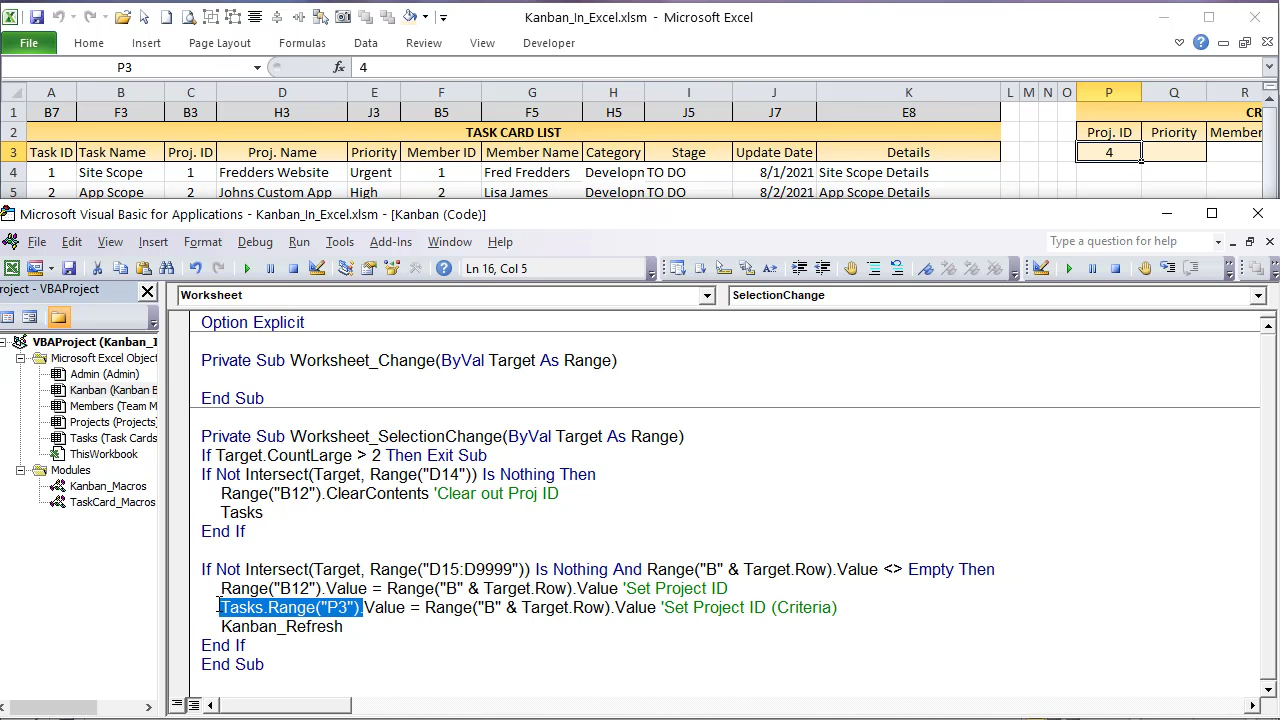 Kanban_In_Excel.xlsm - Microsoft Excel
File Home Insert Page Layout Formulas Data Review View Developer
P3 fx 4
A B C D E F G H I J K L M N O P Q R
1 B7 F3 B3 H3 J3 B5 F5 H5 J5 J7 E8 CR
2 TASK CARD LIST Proj. ID Priority Member
3 Task ID Task Name Proj. ID Proj. Name Priority Member ID Member Name Category Stage Update Date Details 4
4 1 Site Scope 1 Fredders Website Urgent 1 Fred Fredders Developn TO DO 8/1/2021 Site Scope Details
5 2 App Scope 2 Johns Custom App High 2 Lisa James Developn TO DO 8/2/2021 App Scope Details
Microsoft Visual Basic for Applications - Kanban_In_Excel.xlsm - [Kanban (Code)]
File Edit View Insert Format Debug Run Tools Add-Ins Window Help Type a question for help
Ln 16, Col 5
roject - VBAProject
Worksheet SelectionChange
VBAProject (Kanban_I
Microsoft Excel Object
Admin (Admin)
Kanban (Kanban B
Members (Team M
Projects (Projects)
Tasks (Task Cards
ThisWorkbook
Modules
Kanban_Macros
TaskCard_Macros
Option Explicit
Private Sub Worksheet_Change(ByVal Target As Range)
End Sub
Private Sub Worksheet_SelectionChange(ByVal Target As Range)
If Target.CountLarge > 2 Then Exit Sub
If Not Intersect(Target, Range("D14")) Is Nothing Then
Range("B12").ClearContents 'Clear out Proj ID
Tasks
End If
If Not Intersect(Target, Range("D15:D9999")) Is Nothing And Range("B" & Target.Row).Value <> Empty Then
Range("B12").Value = Range("B" & Target.Row).Value 'Set Project ID
Tasks.Range("P3").Value = Range("B" & Target.Row).Value 'Set Project ID (Criteria)
Kanban_Refresh
End If
End Sub